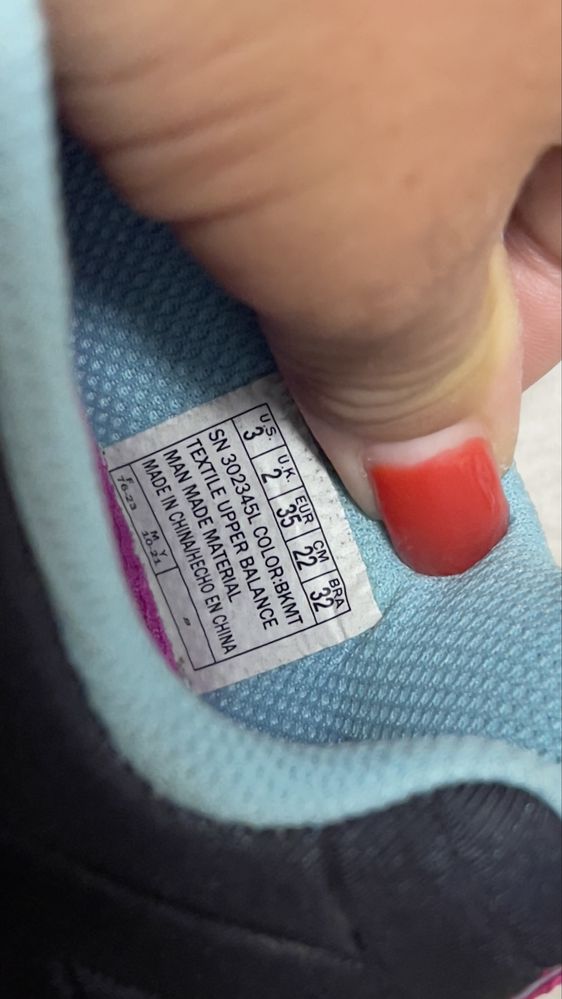 U.S. U.K. EUR CM BRA
3 2 35 22 32
SN 302345L COLOR:BKMT
TEXTILE UPPER BALANCE
MAN MADE MATERIAL
MADE IN CHINA/HECHO EN CHINA
F M Y
76.23 10.21